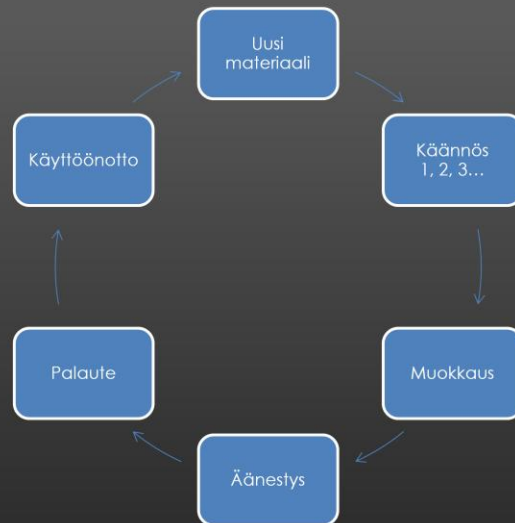 Uusi
materiaali
Käännös
1, 2, 3…
Muokkaus
Äänestys
Palaute
Käyttöönotto